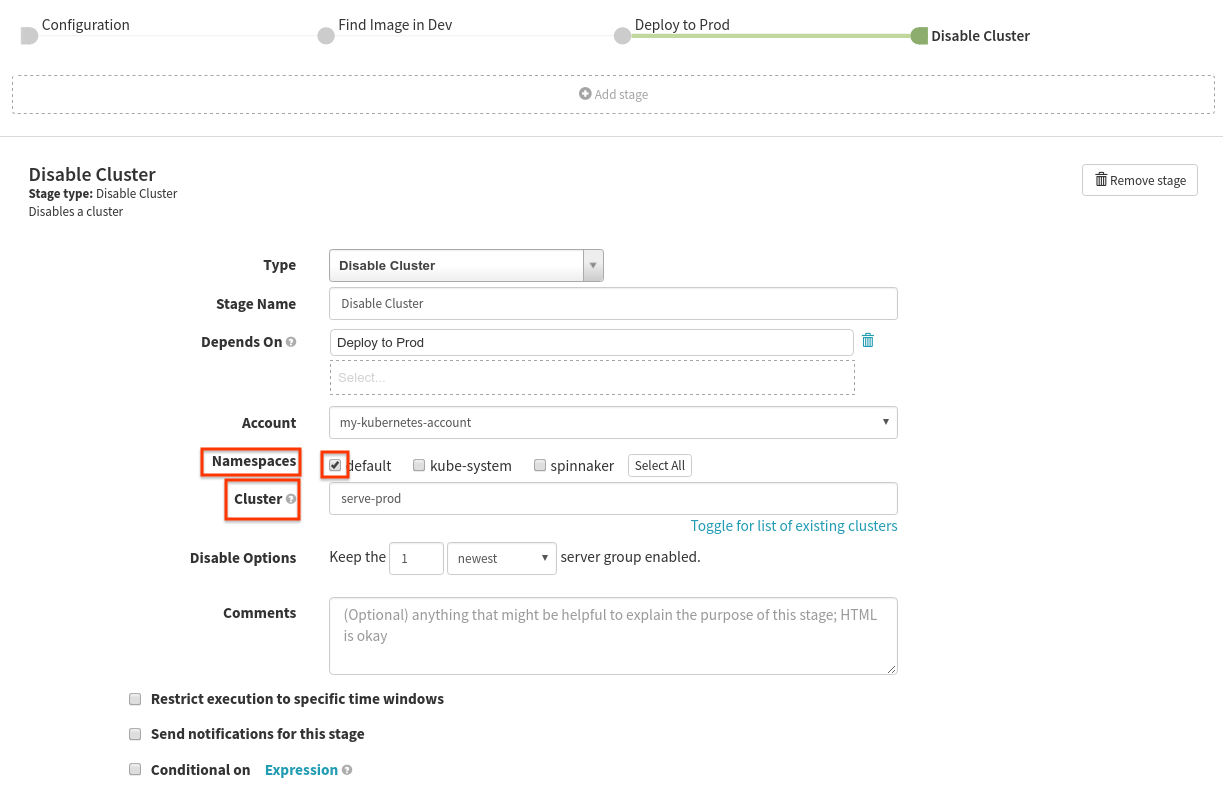 Configuration
Find Image in Dev
Deploy to Prod
Disable Cluster
Add stage
Disable Cluster
Stage type: Disable Cluster
Disables a cluster
Remove stage
Type Disable Cluster
Stage Name Disable Cluster
Depends On Deploy to Prod
Select...
Account my-kubernetes-account
Namespaces default kube-system spinnaker Select All
Cluster serve-prod
Toggle for list of existing clusters
Disable Options Keep the 1 newest server group enabled.
Comments (Optional) anything that might be helpful to explain the purpose of this stage; HTML
is okay
Restrict execution to specific time windows
Send notifications for this stage
Conditional on Expression